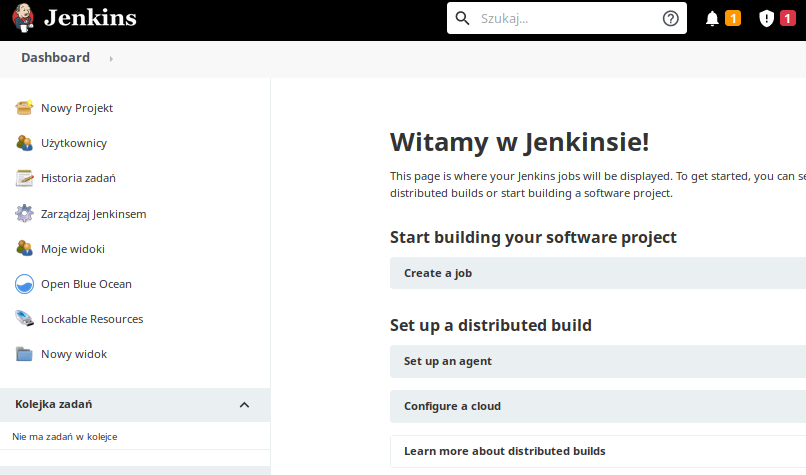 Jenkins
Szukaj...
1
1
Dashboard
Nowy Projekt
Użytkownicy
Historia zadań
Zarządzaj Jenkinsem
Moje widoki
Open Blue Ocean
Lockable Resources
Nowy widok
Kolejka zadań
Nie ma zadań w kolejce
Witamy w Jenkinsie!
This page is where your Jenkins jobs will be displayed. To get started, you can se
distributed builds or start building a software project.
Start building your software project
Create a job
Set up a distributed build
Set up an agent
Configure a cloud
Learn more about distributed builds